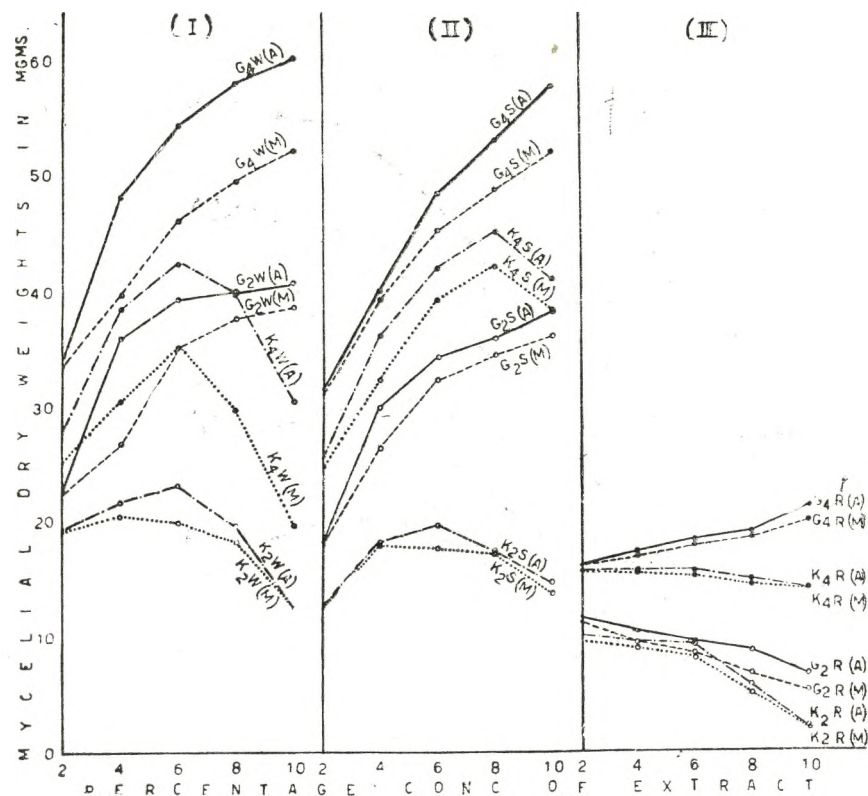 (I)
(II)
(III)
MYCELIAL DRY WEIGHTS IN MGMS.
60
50
40
30
20
10
0
G4W(A)
G4W(M)
G2W(A)
G2W(M)
K4W(A)
K4W(M)
K2W(A)
K2W(M)
G4S(A)
G4S(M)
K4S(A)
K4S(M)
G2S(A)
G2S(M)
K2S(A)
K2S(M)
G4R(A)
G4R(M)
K4R(A)
K4R(M)
G2R(A)
G2R(M)
K2R(A)
K2R(M)
2 4 6 8 10 2 4 6 8 10 2 4 6 8 10
PERCENTAGE CONC OF EXTRACT